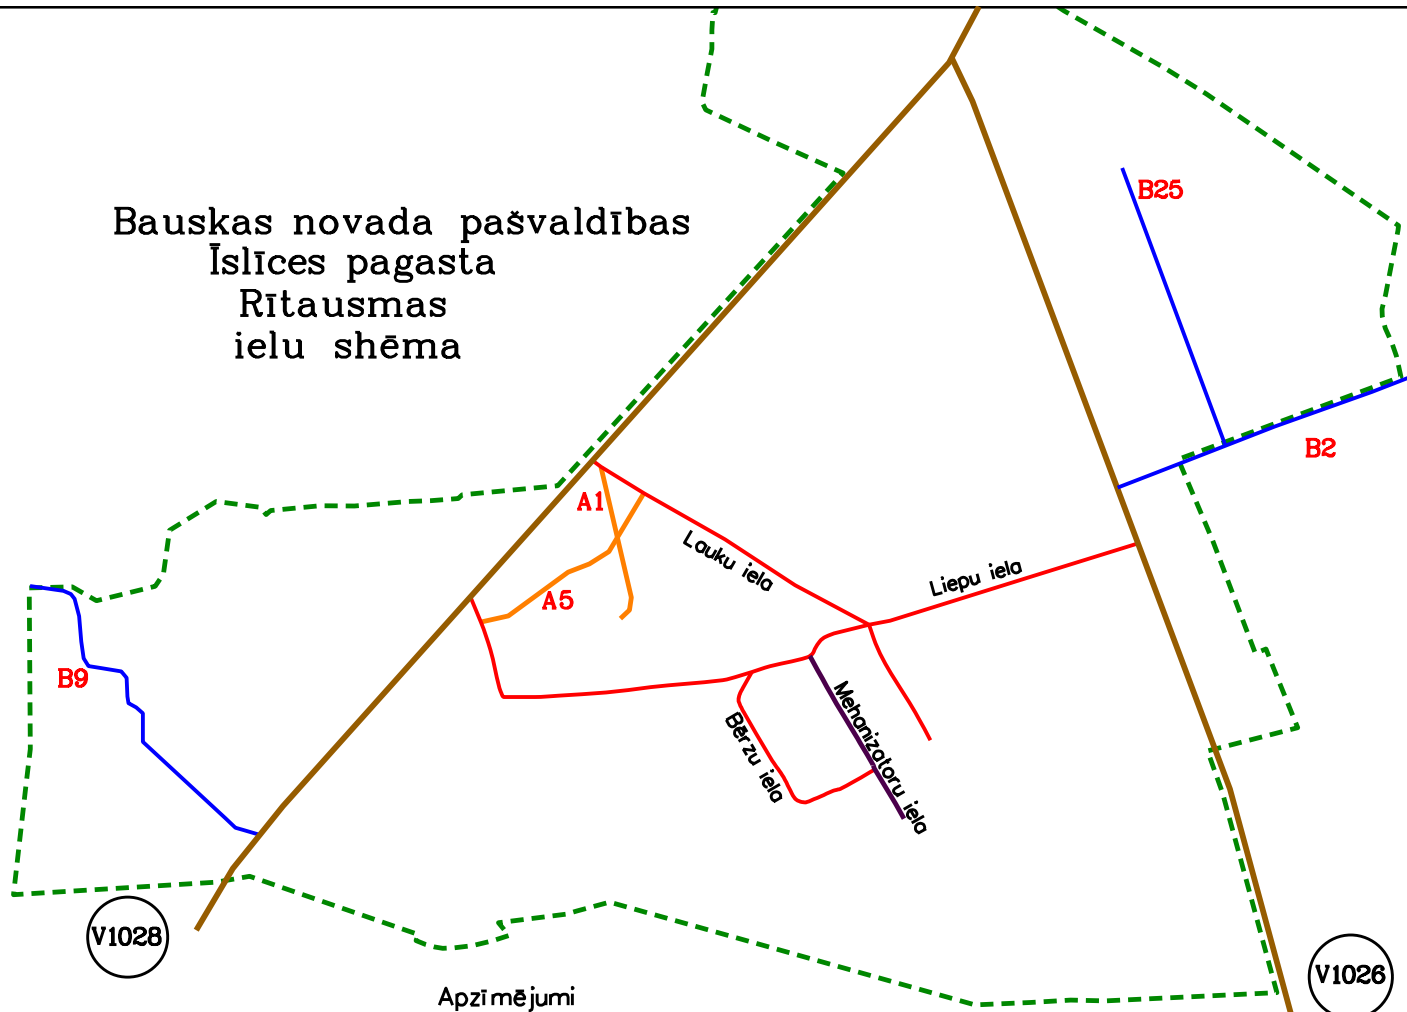 Bauskas novada pašvaldības
Īslīces pagasta
Rītausmas
ielu shēma
B25
B2
A1
Lauku iela
Liepu iela
A5
B9
Mehanizatoru iela
Bērzu iela
V1028
V1026
Apzīmējumi